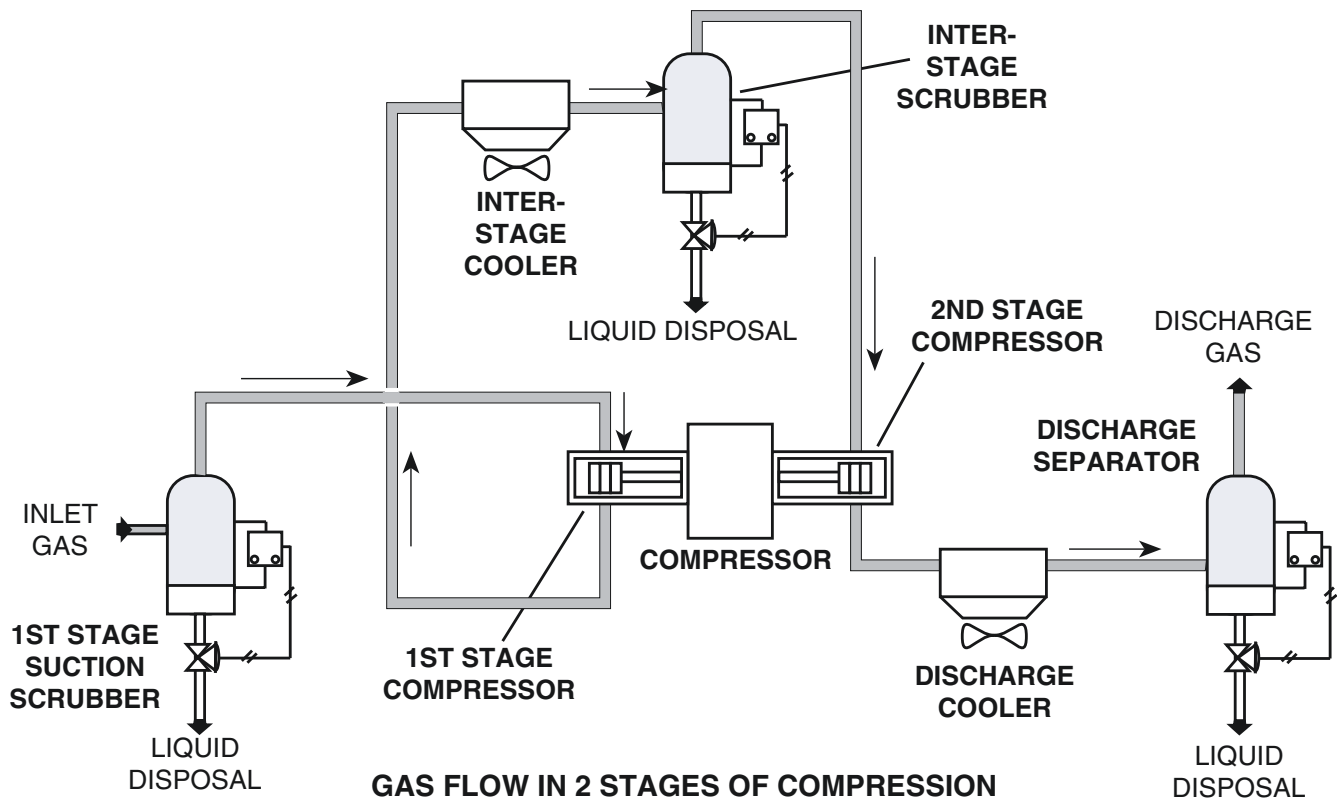 INTER-
STAGE
SCRUBBER
INTER-
STAGE
COOLER
LIQUID DISPOSAL
2ND STAGE
COMPRESSOR
DISCHARGE
GAS
DISCHARGE
SEPARATOR
INLET
GAS
COMPRESSOR
1ST STAGE
SUCTION
SCRUBBER
1ST STAGE
COMPRESSOR
DISCHARGE
COOLER
LIQUID
DISPOSAL
LIQUID
DISPOSAL
GAS FLOW IN 2 STAGES OF COMPRESSION